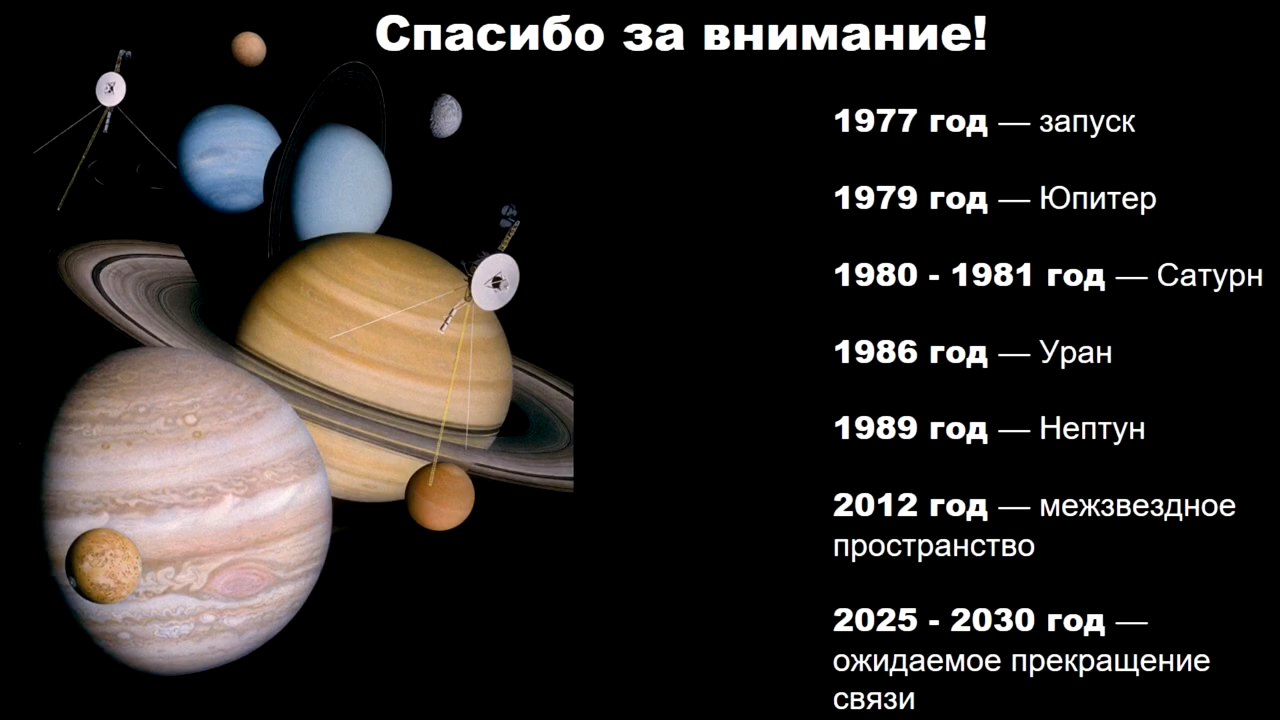 Спасибо за внимание!
1977 год — запуск
1979 год — Юпитер
1980 - 1981 год — Сатурн
1986 год — Уран
1989 год — Нептун
2012 год — межзвездное
пространство
2025 - 2030 год —
ожидаемое прекращение
связи